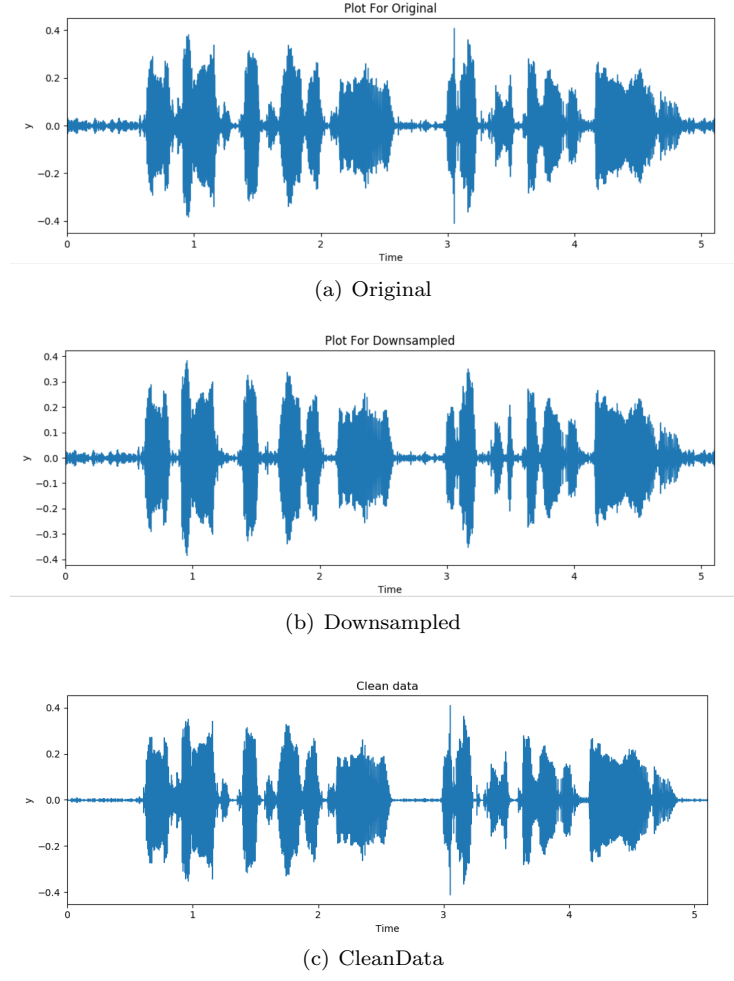 Plot For Original
0.4
0.2
0.0
−0.2
−0.4
y
0 1 2 3 4 5
Time
(a) Original
Plot For Downsampled
0.4
0.3
0.2
0.1
0.0
−0.1
−0.2
−0.3
−0.4
y
0 1 2 3 4 5
Time
(b) Downsampled
Clean data
0.4
0.2
0.0
−0.2
−0.4
y
0 1 2 3 4 5
Time
(c) CleanData